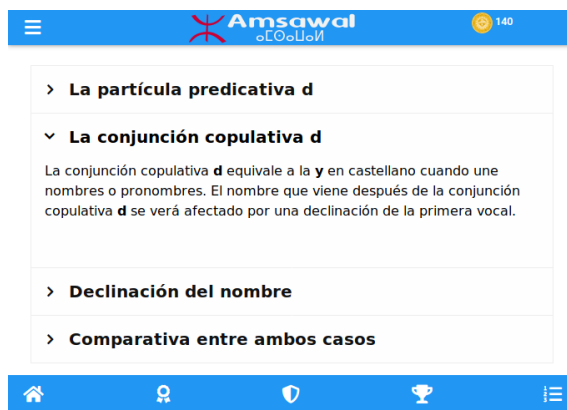 Amsawal
ⴰⵎⵙⴰⵡⴰⵍ
140
La partícula predicativa d
La conjunción copulativa d
La conjunción copulativa d equivale a la y en castellano cuando une
nombres o pronombres. El nombre que viene después de la conjunción
copulativa d se verá afectado por una declinación de la primera vocal.
Declinación del nombre
Comparativa entre ambos casos